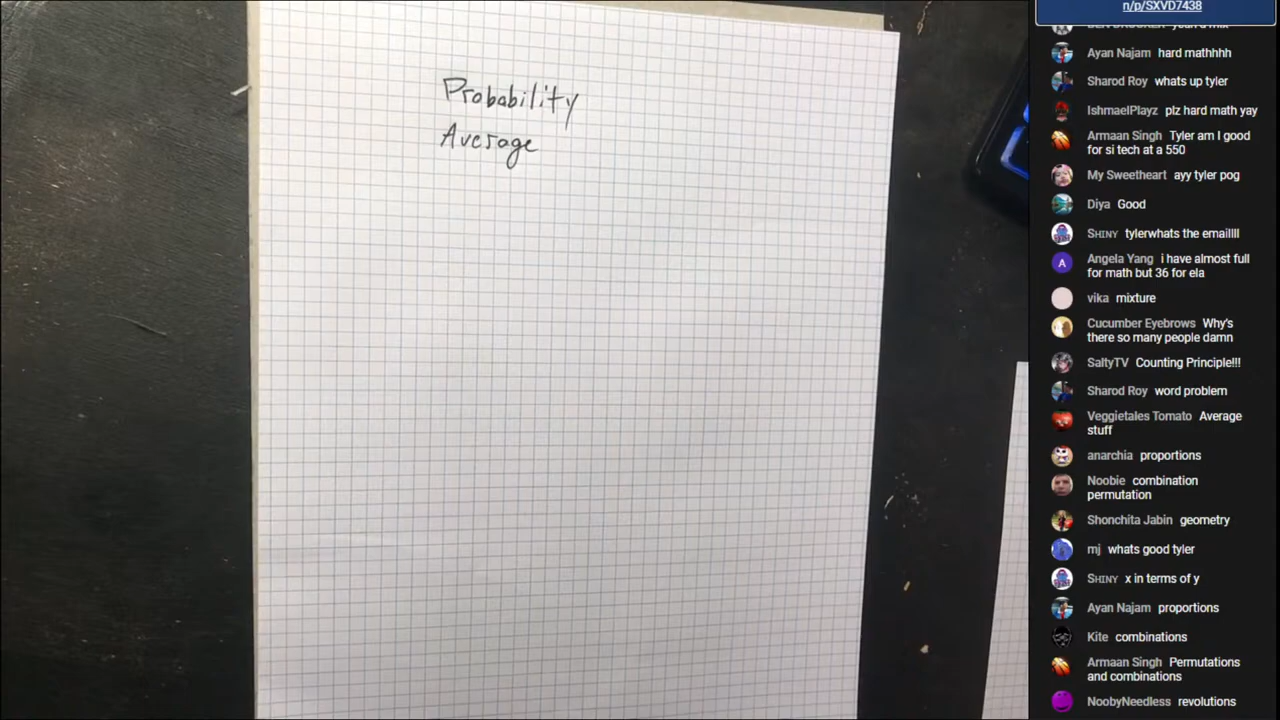 Probability
Average
n/p/SXVD7438
Ayan Najam hard mathhhh
Sharod Roy whats up tyler
IshmaelPlayz plz hard math yay
Armaan Singh Tyler am I good
for si tech at a 550
My Sweetheart ayy tyler pog
Diya Good
SHINY tylerwhats the emailllll
Angela Yang i have almost full
for math but 36 for ela
vika mixture
Cucumber Eyebrows Why's
there so many people damn
SaltyTV Counting Principle!!!
Sharod Roy word problem
Veggietales Tomato Average
stuff
anarchia proportions
Noobie combination
permutation
Shonchita Jabin geometry
mj whats good tyler
SHINY x in terms of y
Ayan Najam proportions
Kite combinations
Armaan Singh Permutations
and combinations
NoobyNeedless revolutions